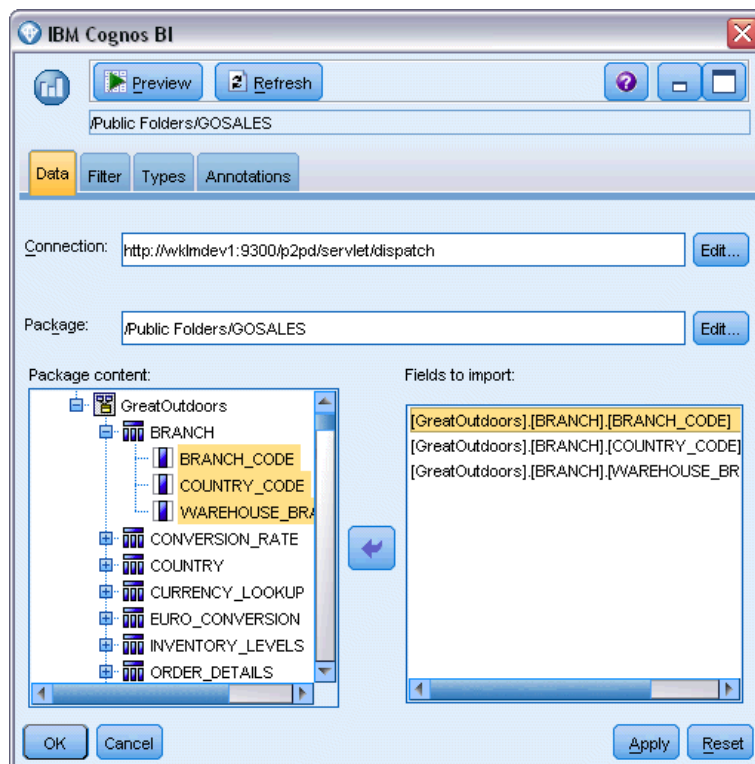 IBM Cognos BI
Preview Refresh
/Public Folders/GOSALES
Data Filter Types Annotations
Connection: http://wklmdev1:9300/p2pd/servlet/dispatch Edit...
Package: /Public Folders/GOSALES Edit...
Package content: Fields to import:
GreatOutdoors
BRANCH
BRANCH_CODE
COUNTRY_CODE
WAREHOUSE_BRA
CONVERSION_RATE
COUNTRY
CURRENCY_LOOKUP
EURO_CONVERSION
INVENTORY_LEVELS
ORDER_DETAILS
[GreatOutdoors].[BRANCH].[BRANCH_CODE]
[GreatOutdoors].[BRANCH].[COUNTRY_CODE]
[GreatOutdoors].[BRANCH].[WAREHOUSE_BR
OK Cancel Apply Reset